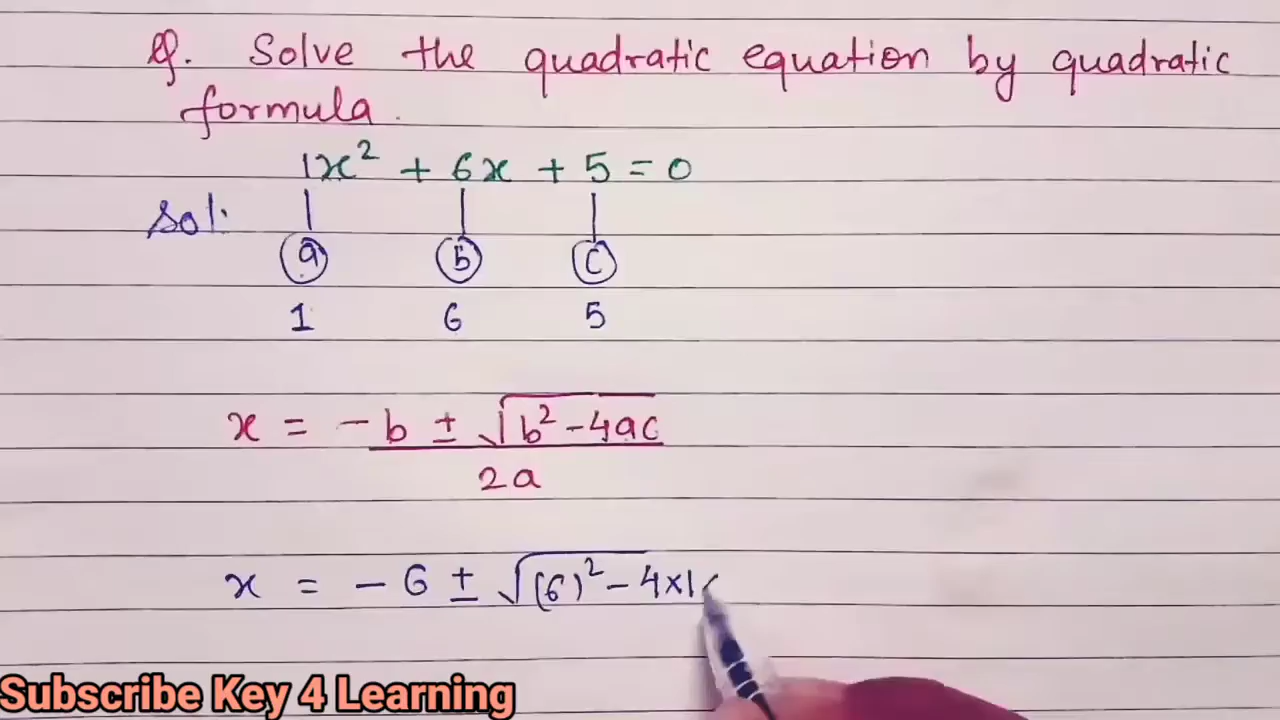 Q. Solve the quadratic equation by quadratic
formula.
1x² + 6x + 5 = 0
Sol:
a b c
1 6 5
x = -b ± √b² - 4ac
2a
x = - 6 ± √(6)² - 4×1
Subscribe Key 4 Learning